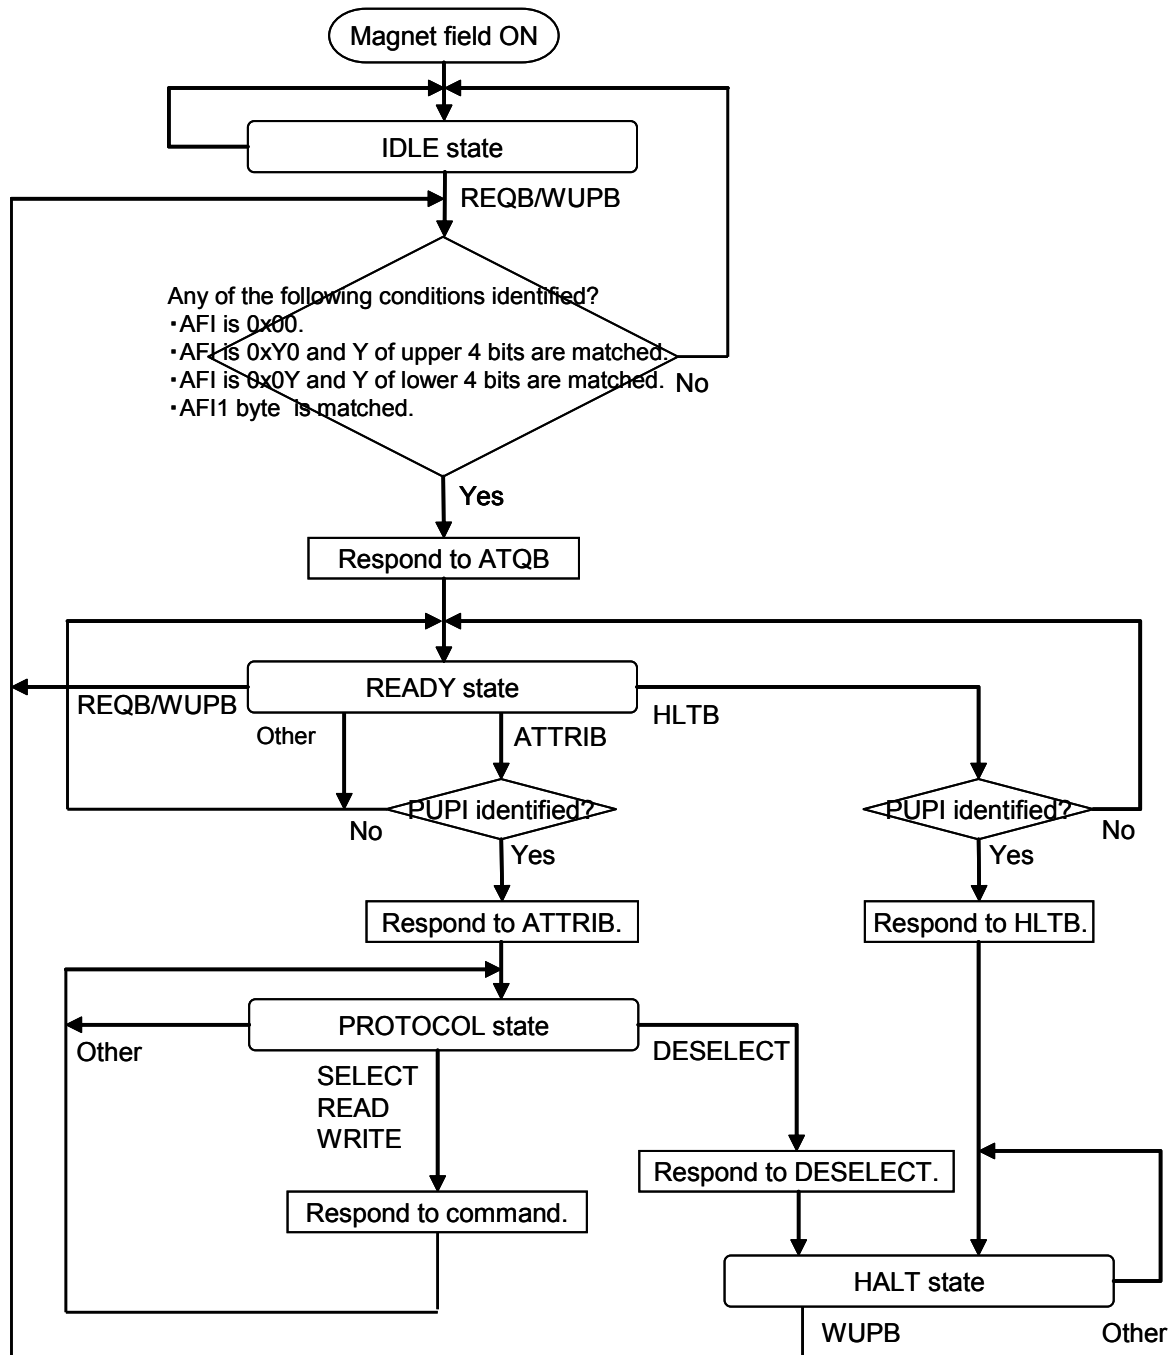 Magnet field ON
IDLE state
REQB/WUPB
Any of the following conditions identified?
・AFI is 0x00.
・AFI is 0xY0 and Y of upper 4 bits are matched.
・AFI is 0x0Y and Y of lower 4 bits are matched.
・AFI1 byte is matched.
No
Yes
Respond to ATQB
READY state
REQB/WUPB
HLTB
Other
ATTRIB
PUPI identified?
PUPI identified?
No
No
Yes
Yes
Respond to ATTRIB.
Respond to HLTB.
PROTOCOL state
Other
DESELECT
SELECT
READ
WRITE
Respond to DESELECT.
Respond to command.
HALT state
WUPB
Other